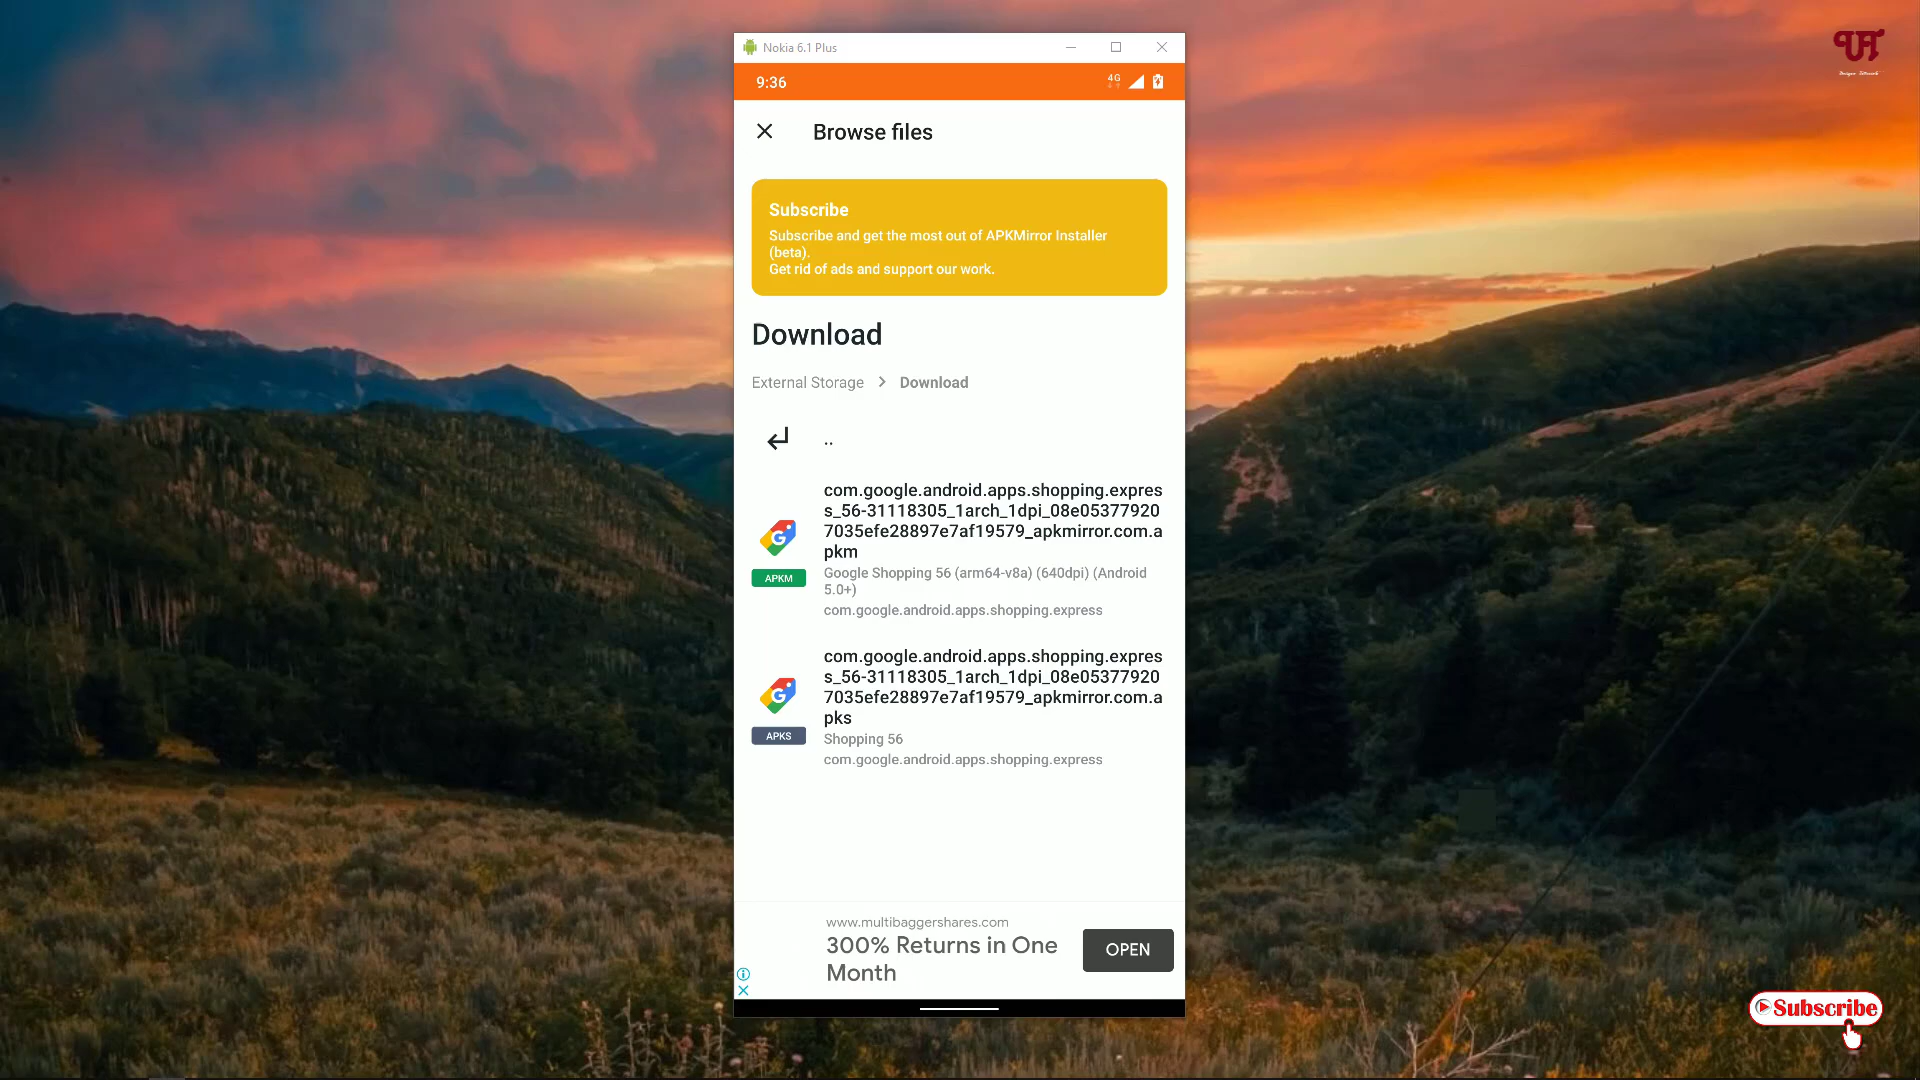 Nokia 6.1 Plus
9:36
4G
Browse files
Subscribe
Subscribe and get the most out of APKMirror Installer
(beta).
Get rid of ads and support our work.
Download
External Storage > Download
..
com.google.android.apps.shopping.expres
s_56-31118305_1arch_1dpi_08e05377920
7035efe28897e7af19579_apkmirror.com.a
pkm
APKM
Google Shopping 56 (arm64-v8a) (640dpi) (Android
5.0+)
com.google.android.apps.shopping.express
com.google.android.apps.shopping.expres
s_56-31118305_1arch_1dpi_08e05377920
7035efe28897e7af19579_apkmirror.com.a
pks
APKS
Shopping 56
com.google.android.apps.shopping.express
www.multibaggershares.com
300% Returns in One
Month
OPEN
Subscribe